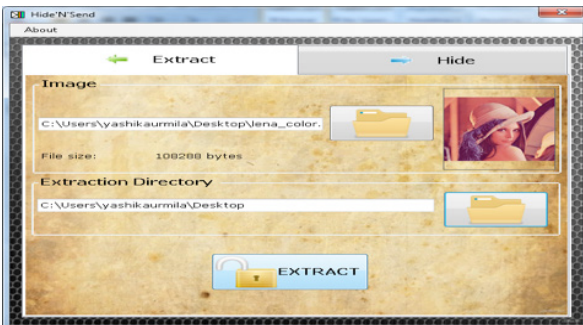 Hide'N'Send
About
Extract
Hide
Image
C:\Users\yashikaurmila\Desktop\lena_color.
File size: 108288 bytes
Extraction Directory
C:\Users\yashikaurmila\Desktop
EXTRACT